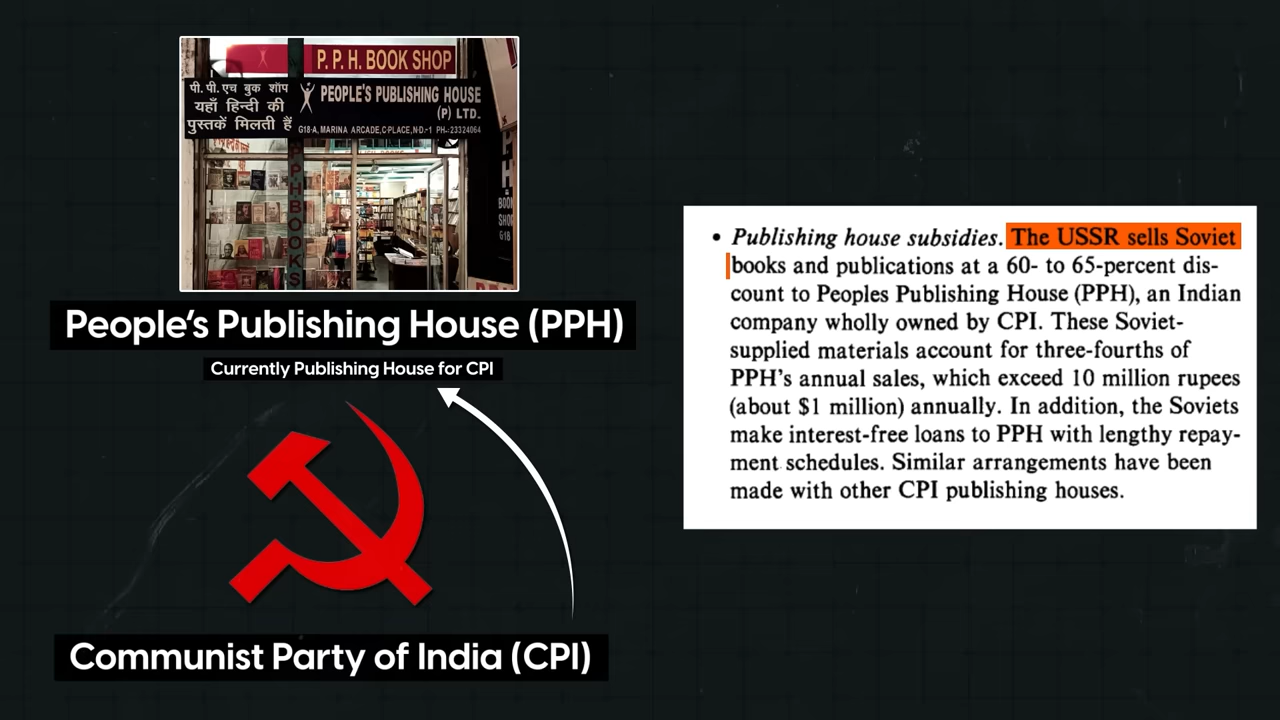 P. P. H. BOOK SHOP
पी. पी. एच बुक शॉप
यहाँ हिन्दी की
पुस्तकें मिलती हैं
PEOPLE'S PUBLISHING HOUSE
(P) LTD.
G18-A, MARINA ARCADE, C-PLACE, N.D.-1 PH-:23324064
P.P.H BOOKS
People's Publishing House (PPH)
Currently Publishing House for CPI
Communist Party of India (CPI)
• Publishing house subsidies. The USSR sells Soviet
books and publications at a 60- to 65-percent dis-
count to Peoples Publishing House (PPH), an Indian
company wholly owned by CPI. These Soviet-
supplied materials account for three-fourths of
PPH's annual sales, which exceed 10 million rupees
(about $1 million) annually. In addition, the Soviets
make interest-free loans to PPH with lengthy repay-
ment schedules. Similar arrangements have been
made with other CPI publishing houses.